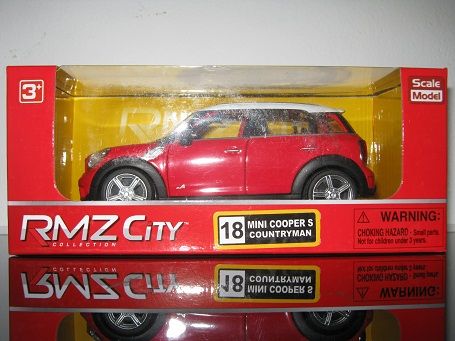 3+
Scale
Model
RMZ
RMZ CITY
COLLECTION
18 MINI COOPER S
COUNTRYMAN
WARNING:
CHOKING HAZARD - Small parts.
Not for children under 3 years.